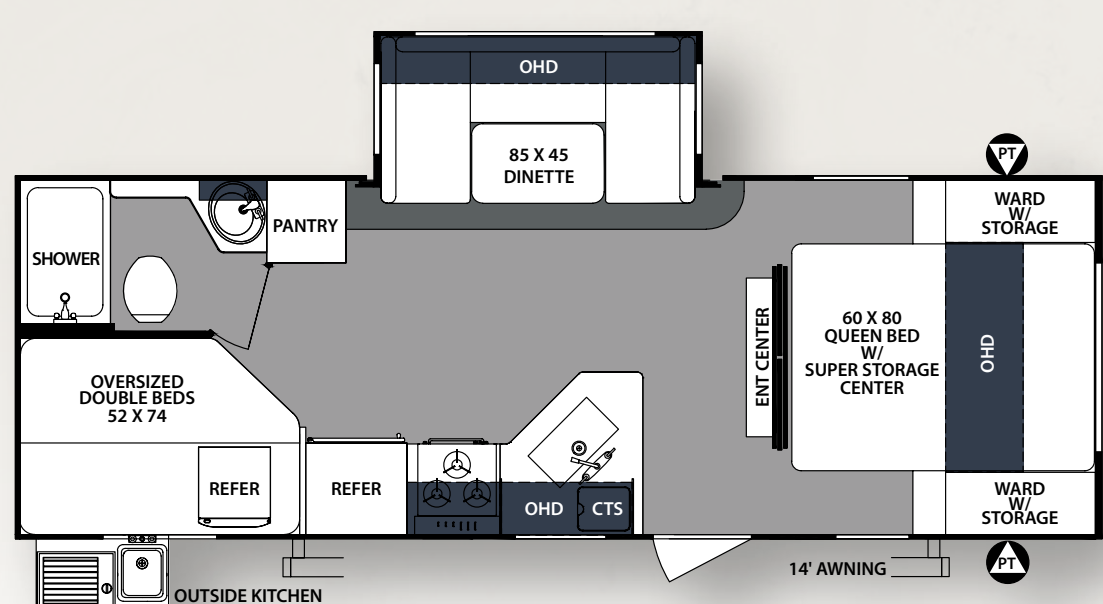 OHD
85 X 45
DINETTE
PT
WARD
W/
STORAGE
PANTRY
SHOWER
60 X 80
QUEEN BED
W/
SUPER STORAGE
CENTER
OHD
ENT CENTER
OVERSIZED
DOUBLE BEDS
52 X 74
REFER
REFER
OHD
CTS
WARD
W/
STORAGE
14' AWNING
PT
OUTSIDE KITCHEN